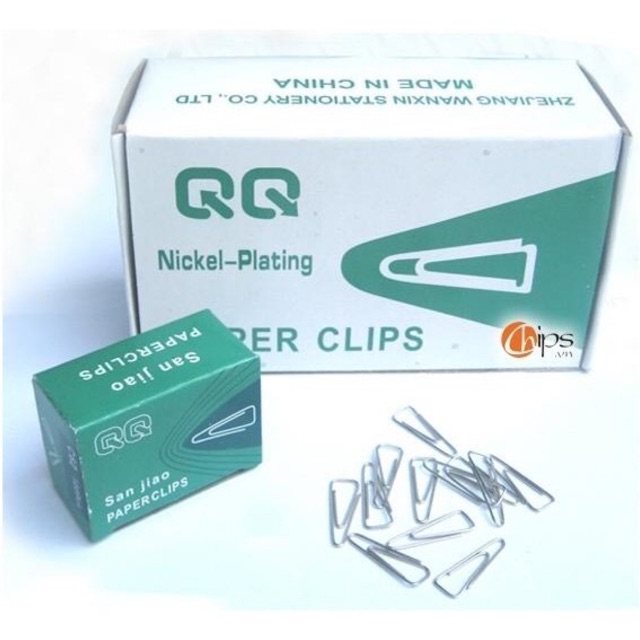 ZHEJIANG WANXIN STATIONERY CO., LTD
MADE IN CHINA
QQ
Nickel-Plating
PER CLIPS
chips
.vn
San jiao
PAPERCLIPS
QQ
San jiao
PAPERCLIPS